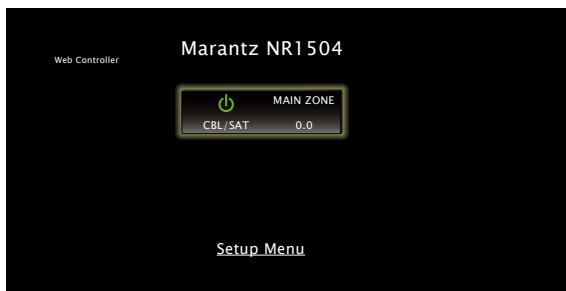 Marantz NR1504
Web Controller
MAIN ZONE
CBL/SAT 0.0
Setup Menu